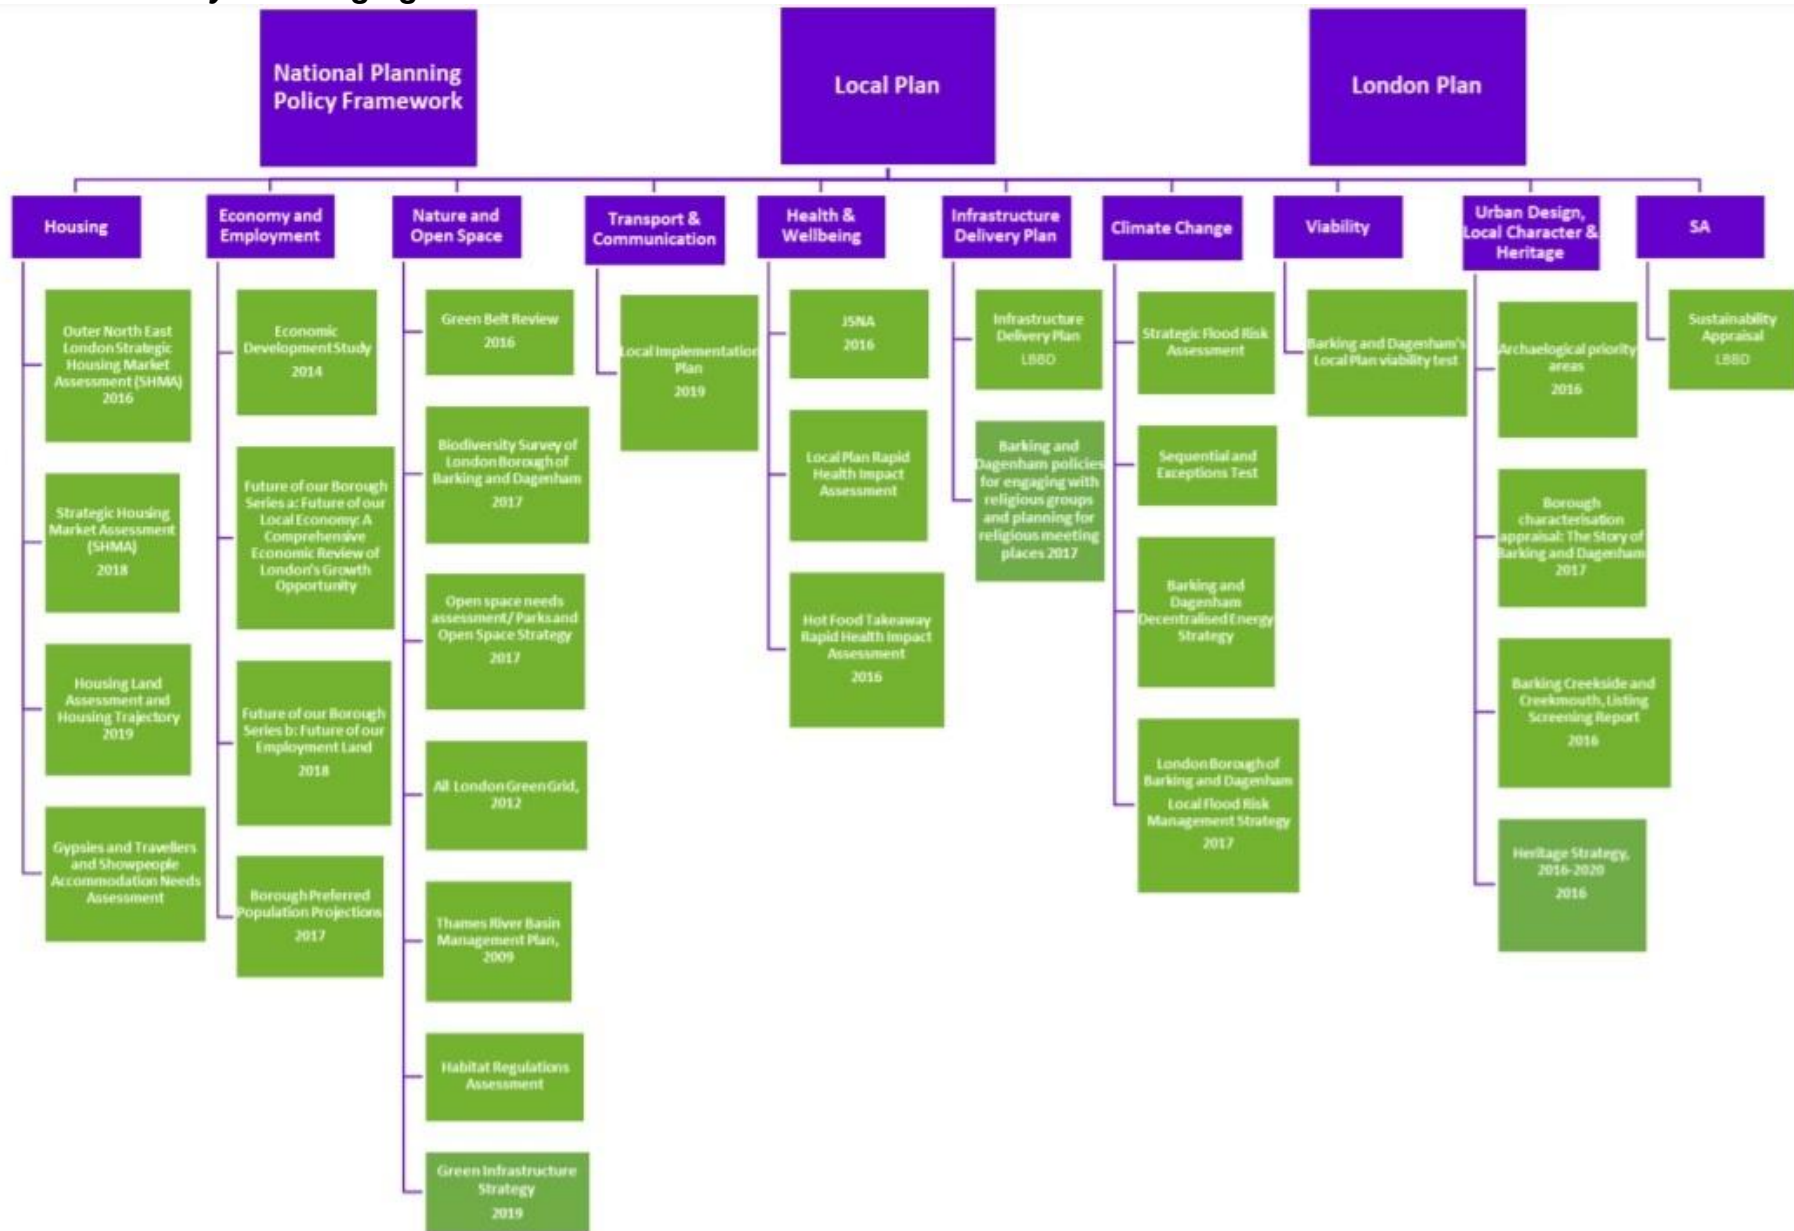 National Planning
Policy Framework
Local Plan
London Plan
Housing
Economy and
Employment
Nature and
Open Space
Transport &
Communication
Health &
Wellbeing
Infrastructure
Delivery Plan
Climate Change
Viability
Urban Design,
Local Character &
Heritage
SA
Outer North East
London Strategic
Housing Market
Assessment (SHMA)
2016
Strategic Housing
Market Assessment
(SHMA)
2018
Housing Land
Assessment and
Housing Trajectory
2019
Gypsies and Travellers
and Showpeople
Accommodation Needs
Assessment
Economic
Development Study
2014
Future of our Borough
Series a: Future of our
Local Economy: A
Comprehensive
Economic Review of
London's Growth
Opportunity
Future of our Borough
Series b: Future of our
Employment Land
2018
Borough Preferred
Population Projections
2017
Green Belt Review
2016
Biodiversity Survey of
London Borough of
Barking and Dagenham
2017
Open space needs
assessment/ Parks and
Open Space Strategy
2017
All London Green Grid,
2012
Thames River Basin
Management Plan,
2009
Habitat Regulations
Assessment
Green Infrastructure
Strategy
2019
Local Implementation
Plan
2019
JSNA
2016
Local Plan Rapid
Health Impact
Assessment
Hot Food Takeaway
Rapid Health Impact
Assessment
2016
Infrastructure
Delivery Plan
LBBD
Barking and
Dagenham policies
for engaging with
religious groups
and planning for
religious meeting
places 2017
Strategic Flood Risk
Assessment
Sequential and
Exceptions Test
Barking and
Dagenham
Decentralised Energy
Strategy
London Borough of
Barking and Dagenham
Local Flood Risk
Management Strategy
2017
Barking and Dagenham's
Local Plan viability test
Archaelogical priority
areas
2016
Borough
characterisation
appraisal: The Story of
Barking and Dagenham
2017
Barking Creekside and
Creekmouth, Listing
Screening Report
2016
Heritage Strategy,
2016-2020
2016
Sustainability
Appraisal
LBBD